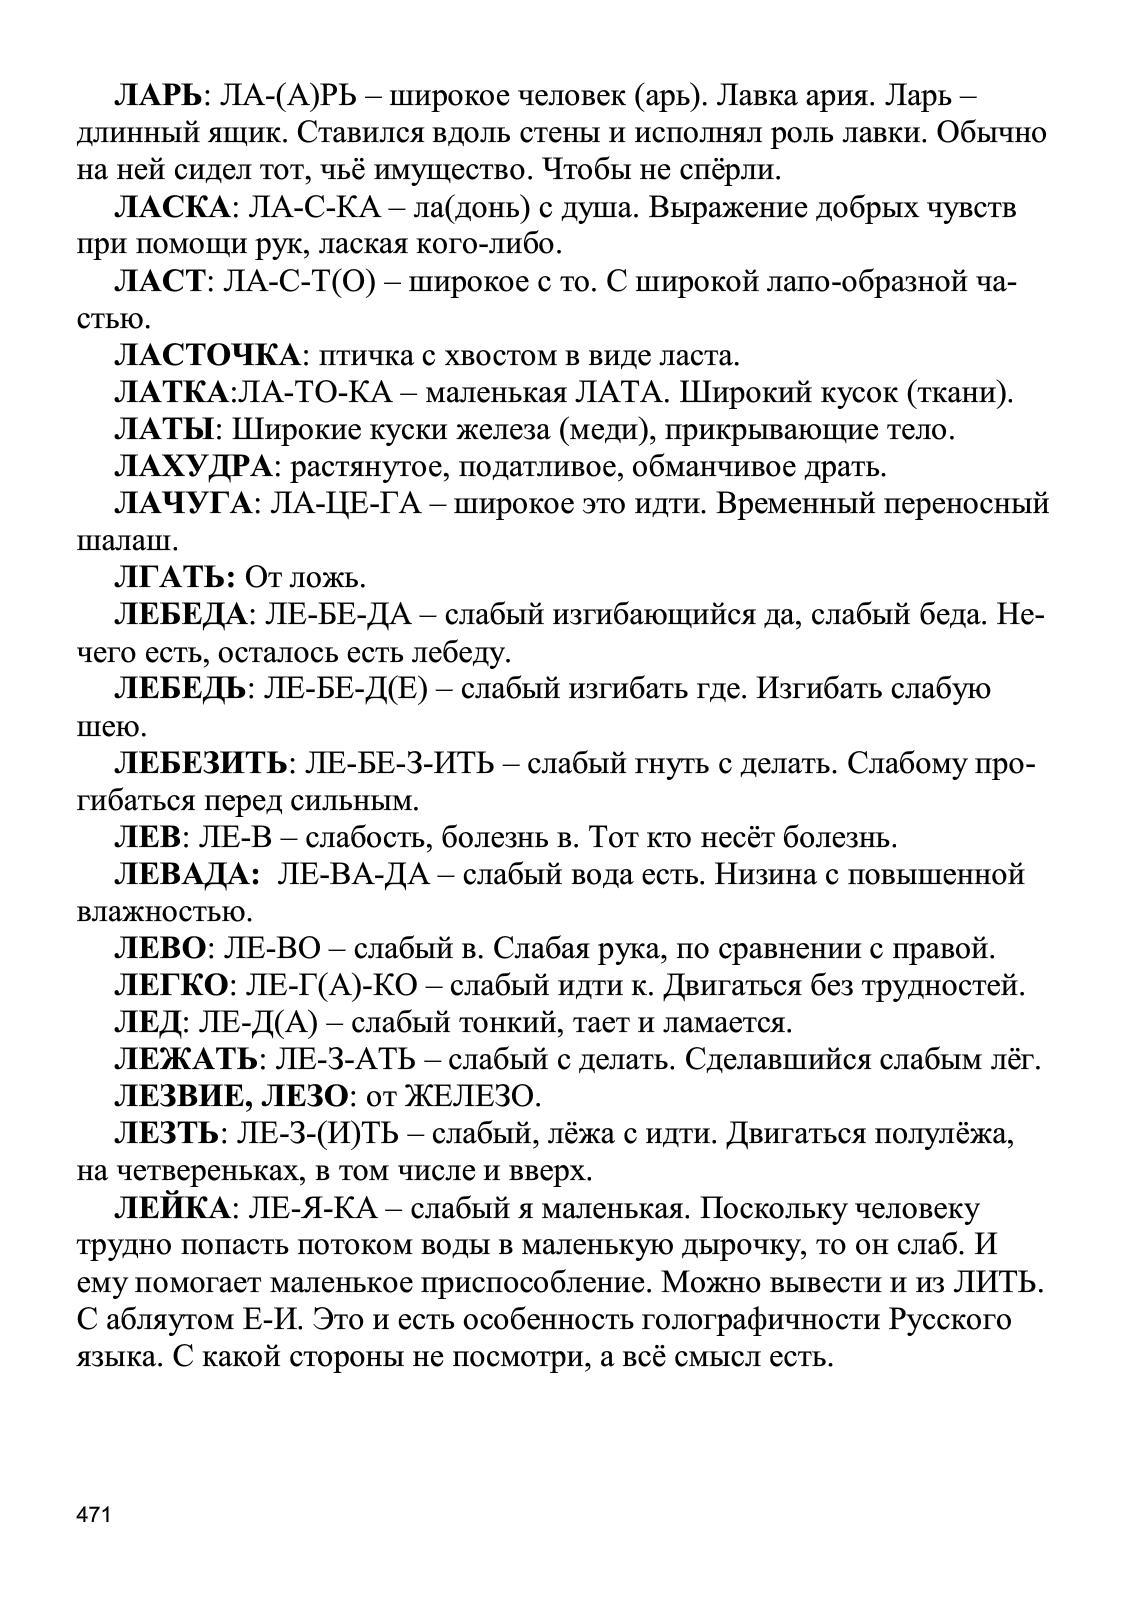 ЛАРЬ: ЛА-(А)РЬ – широкое человек (арь). Лавка ария. Ларь –
длинный ящик. Ставился вдоль стены и исполнял роль лавки. Обычно
на ней сидел тот, чьё имущество. Чтобы не спёрли.
ЛАСКА: ЛА-С-КА – ла(донь) с душа. Выражение добрых чувств
при помощи рук, лаская кого-либо.
ЛАСТ: ЛА-С-Т(О) – широкое с то. С широкой лапо-образной ча-
стью.
ЛАСТОЧКА: птичка с хвостом в виде ласта.
ЛАТКА:ЛА-ТО-КА – маленькая ЛАТА. Широкий кусок (ткани).
ЛАТЫ: Широкие куски железа (меди), прикрывающие тело.
ЛАХУДРА: растянутое, податливое, обманчивое драть.
ЛАЧУГА: ЛА-ЦЕ-ГА – широкое это идти. Временный переносный
шалаш.
ЛГАТЬ: От ложь.
ЛЕБЕДА: ЛЕ-БЕ-ДА – слабый изгибающийся да, слабый беда. Не-
чего есть, осталось есть лебеду.
ЛЕБЕДЬ: ЛЕ-БЕ-Д(Е) – слабый изгибать где. Изгибать слабую
шею.
ЛЕБЕЗИТЬ: ЛЕ-БЕ-З-ИТЬ – слабый гнуть с делать. Слабому про-
гибаться перед сильным.
ЛЕВ: ЛЕ-В – слабость, болезнь в. Тот кто несёт болезнь.
ЛЕВАДА:  ЛЕ-ВА-ДА – слабый вода есть. Низина с повышенной
влажностью.
ЛЕВО: ЛЕ-ВО – слабый в. Слабая рука, по сравнении с правой.
ЛЕГКО: ЛЕ-Г(А)-КО – слабый идти к. Двигаться без трудностей.
ЛЕД: ЛЕ-Д(А) – слабый тонкий, тает и ламается.
ЛЕЖАТЬ: ЛЕ-З-АТЬ – слабый с делать. Сделавшийся слабым лёг.
ЛЕЗВИЕ, ЛЕЗО: от ЖЕЛЕЗО.
ЛЕЗТЬ: ЛЕ-З-(И)ТЬ – слабый, лёжа с идти. Двигаться полулёжа,
на четвереньках, в том числе и вверх.
ЛЕЙКА: ЛЕ-Я-КА – слабый я маленькая. Поскольку человеку
трудно попасть потоком воды в маленькую дырочку, то он слаб. И
ему помогает маленькое приспособление. Можно вывести и из ЛИТЬ.
С абляутом Е-И. Это и есть особенность голографичности Русского
языка. С какой стороны не посмотри, а всё смысл есть.
471